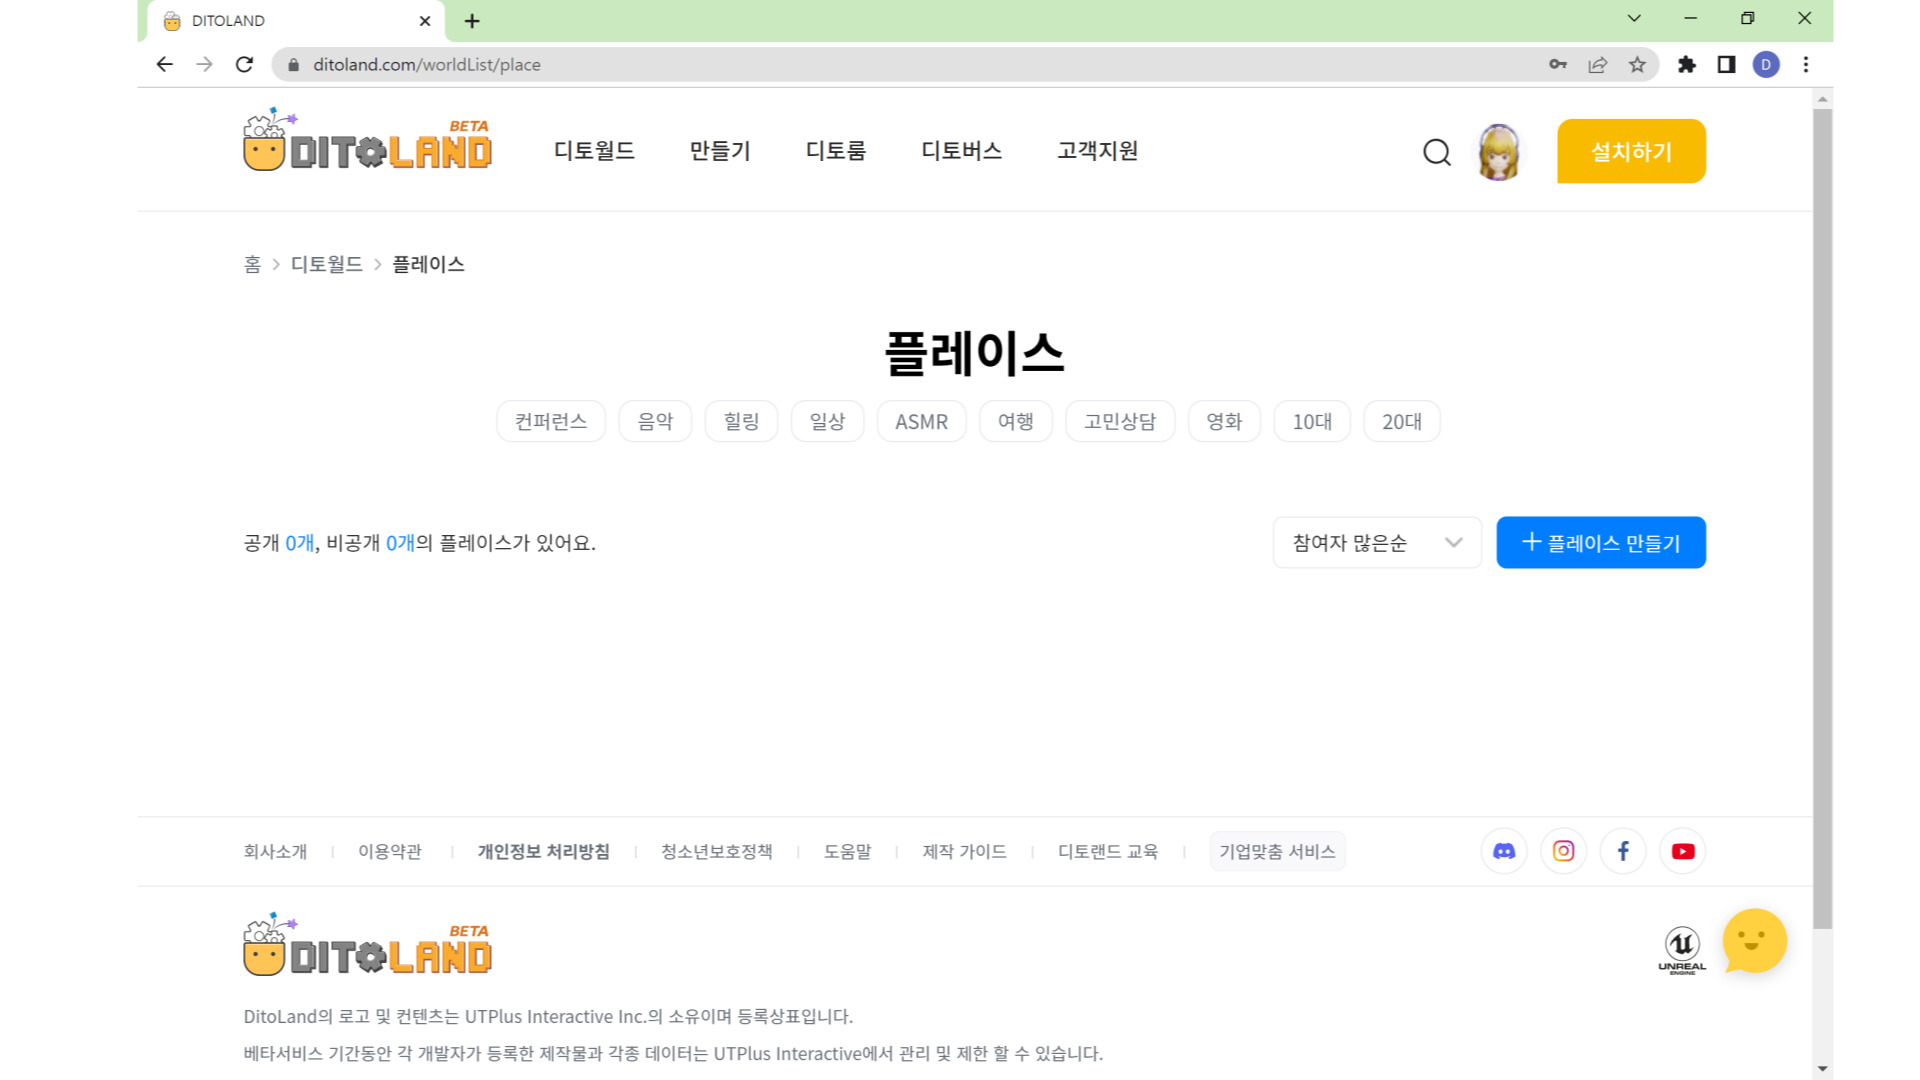 DITOLAND
ditoland.com/worldList/place
D
BETA
DITOLAND
디토월드 만들기 디토룸 디토버스 고객지원
설치하기
홈 > 디토월드 > 플레이스
플레이스
컨퍼런스 음악 힐링 일상 ASMR 여행 고민상담 영화 10대 20대
공개 0개, 비공개 0개의 플레이스가 있어요.
참여자 많은순
+ 플레이스 만들기
회사소개 | 이용약관 | 개인정보 처리방침 | 청소년보호정책 | 도움말 | 제작 가이드 | 디토랜드 교육 | 기업맞춤 서비스
BETA
DITOLAND
UNREAL
ENGINE
DitoLand의 로고 및 컨텐츠는 UTPlus Interactive Inc.의 소유이며 등록상표입니다.
베타서비스 기간동안 각 개발자가 등록한 제작물과 각종 데이터는 UTPlus Interactive에서 관리 및 제한 할 수 있습니다.